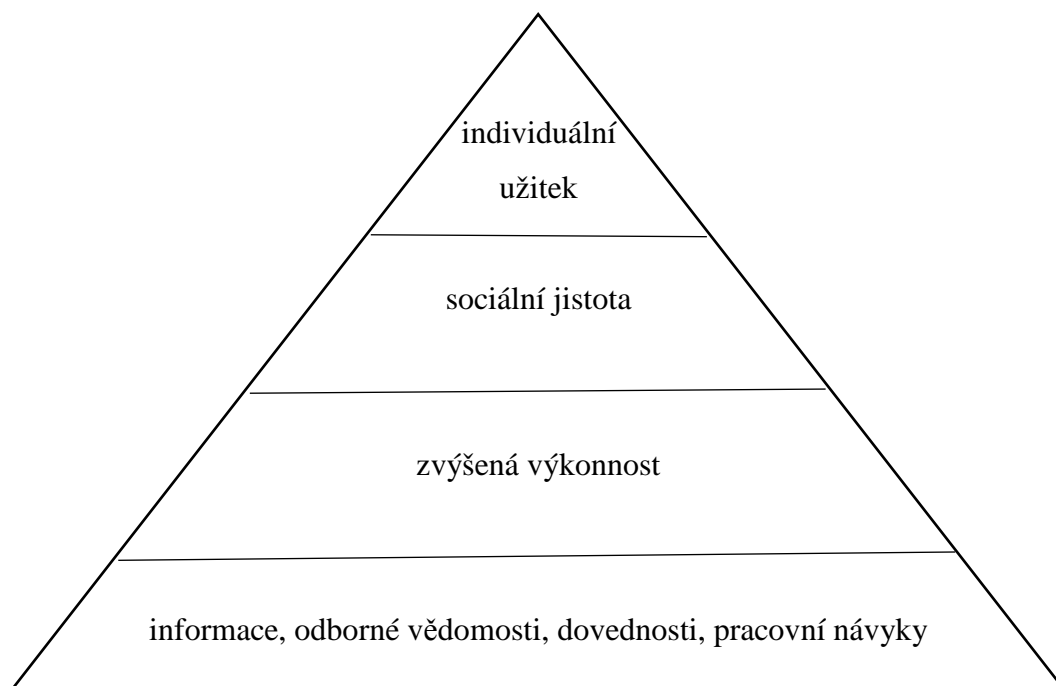 individuální
užitek
sociální jistota
zvýšená výkonnost
informace, odborné vědomosti, dovednosti, pracovní návyky